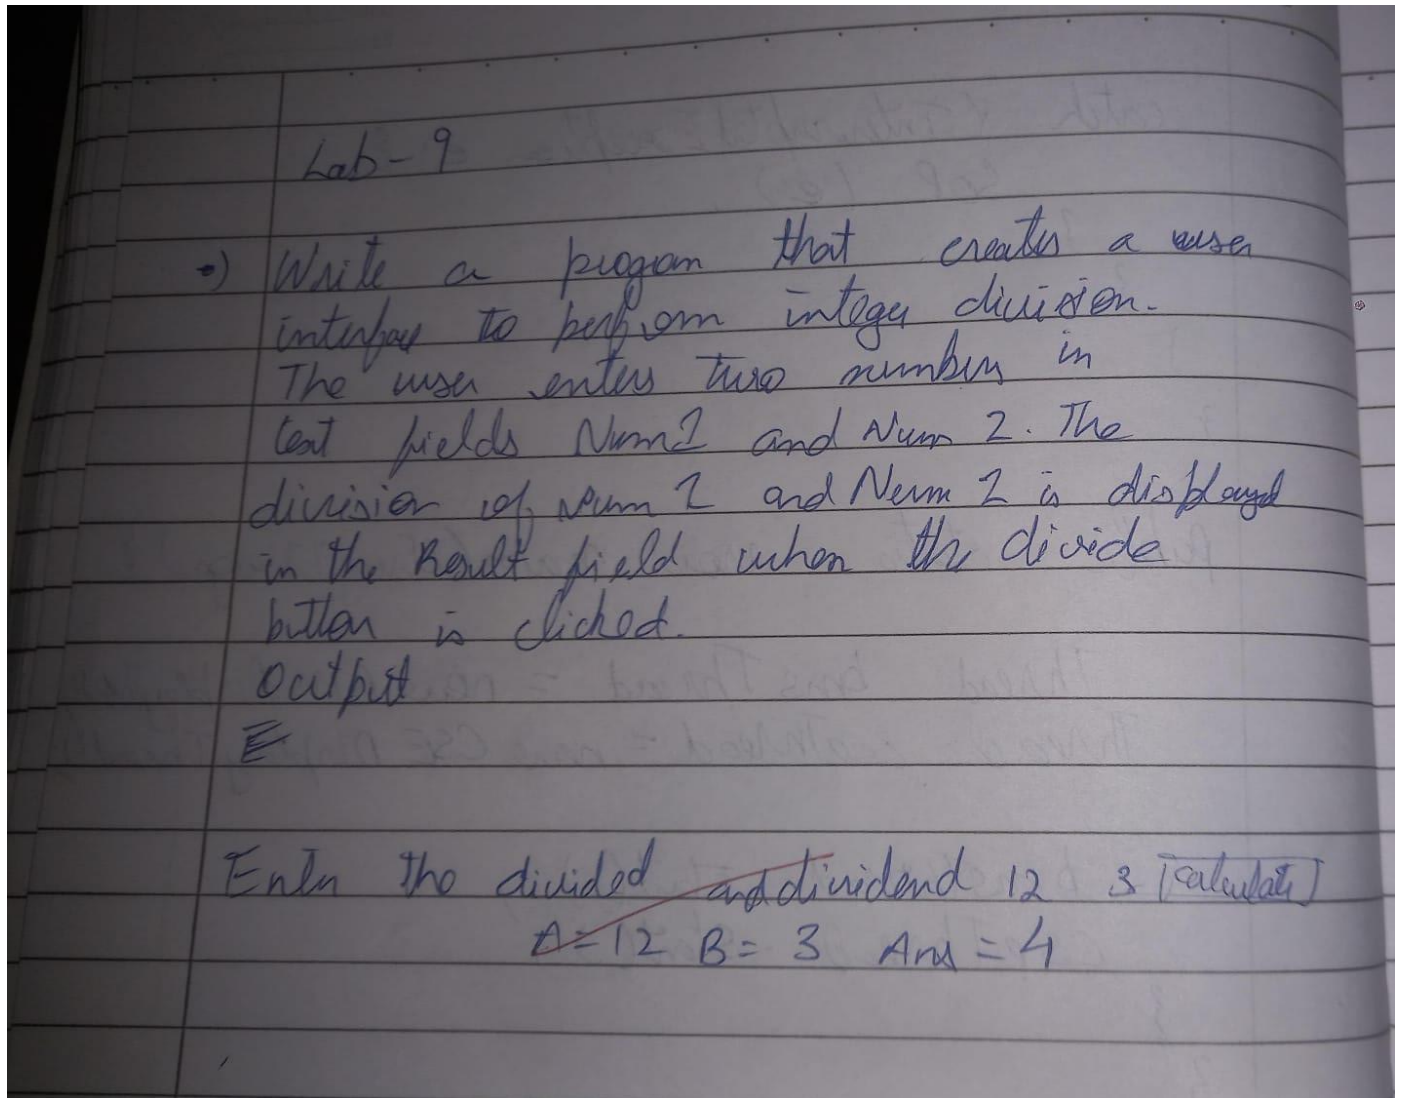 Lab-9
•) Write a program that creates a user
interface to perform integer division.
The user enters Two numbers in
text fields Num1 and Num 2. The
division of Num 1 and Num 2 is displayed
in the Result field when the divide
button is clicked.
Output
Enter the divided and dividend 12 3 calculate
A=12 B= 3 Ans = 4